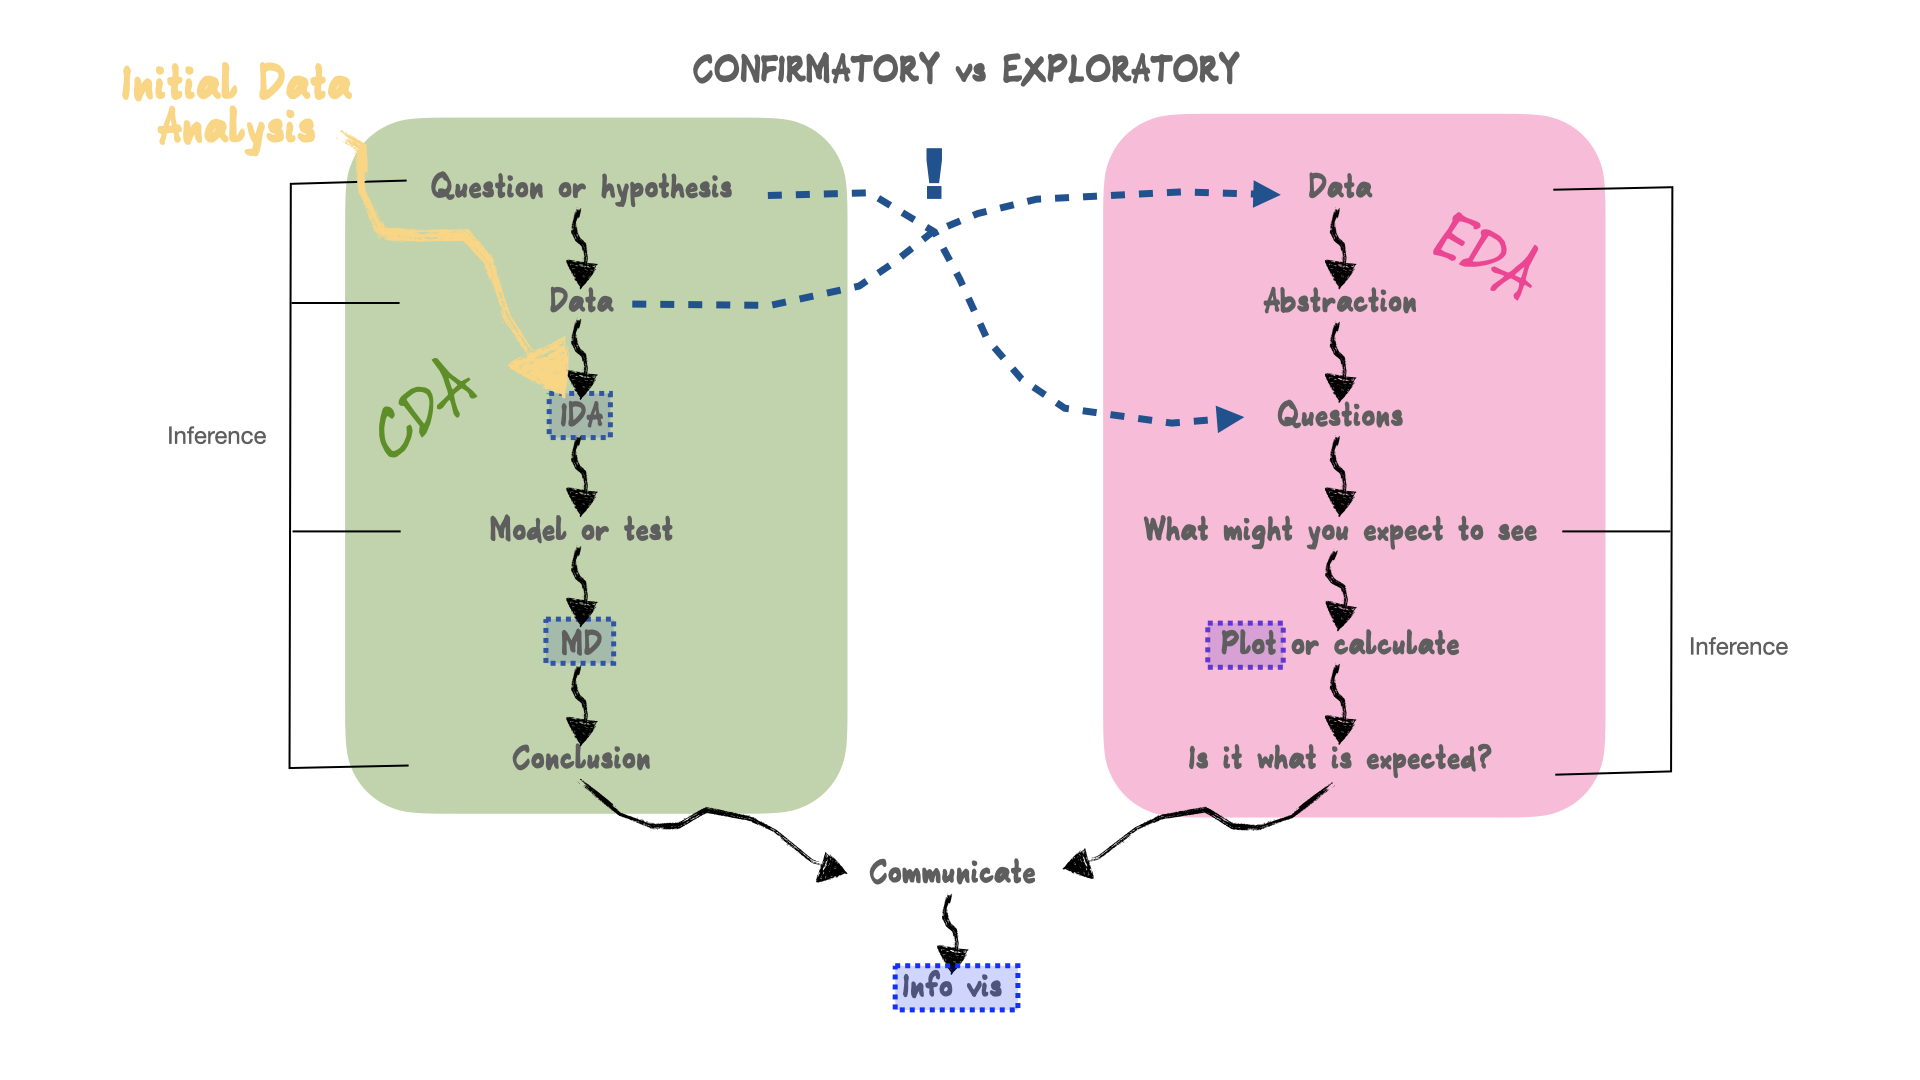 CONFIRMATORY vs EXPLORATORY
Initial Data
Analysis
Question or hypothesis
Data
IDA
CDA
Inference
Model or test
MD
Conclusion
!
Data
EDA
Abstraction
Questions
What might you expect to see
Plot or calculate
Inference
Is it what is expected?
Communicate
Info vis